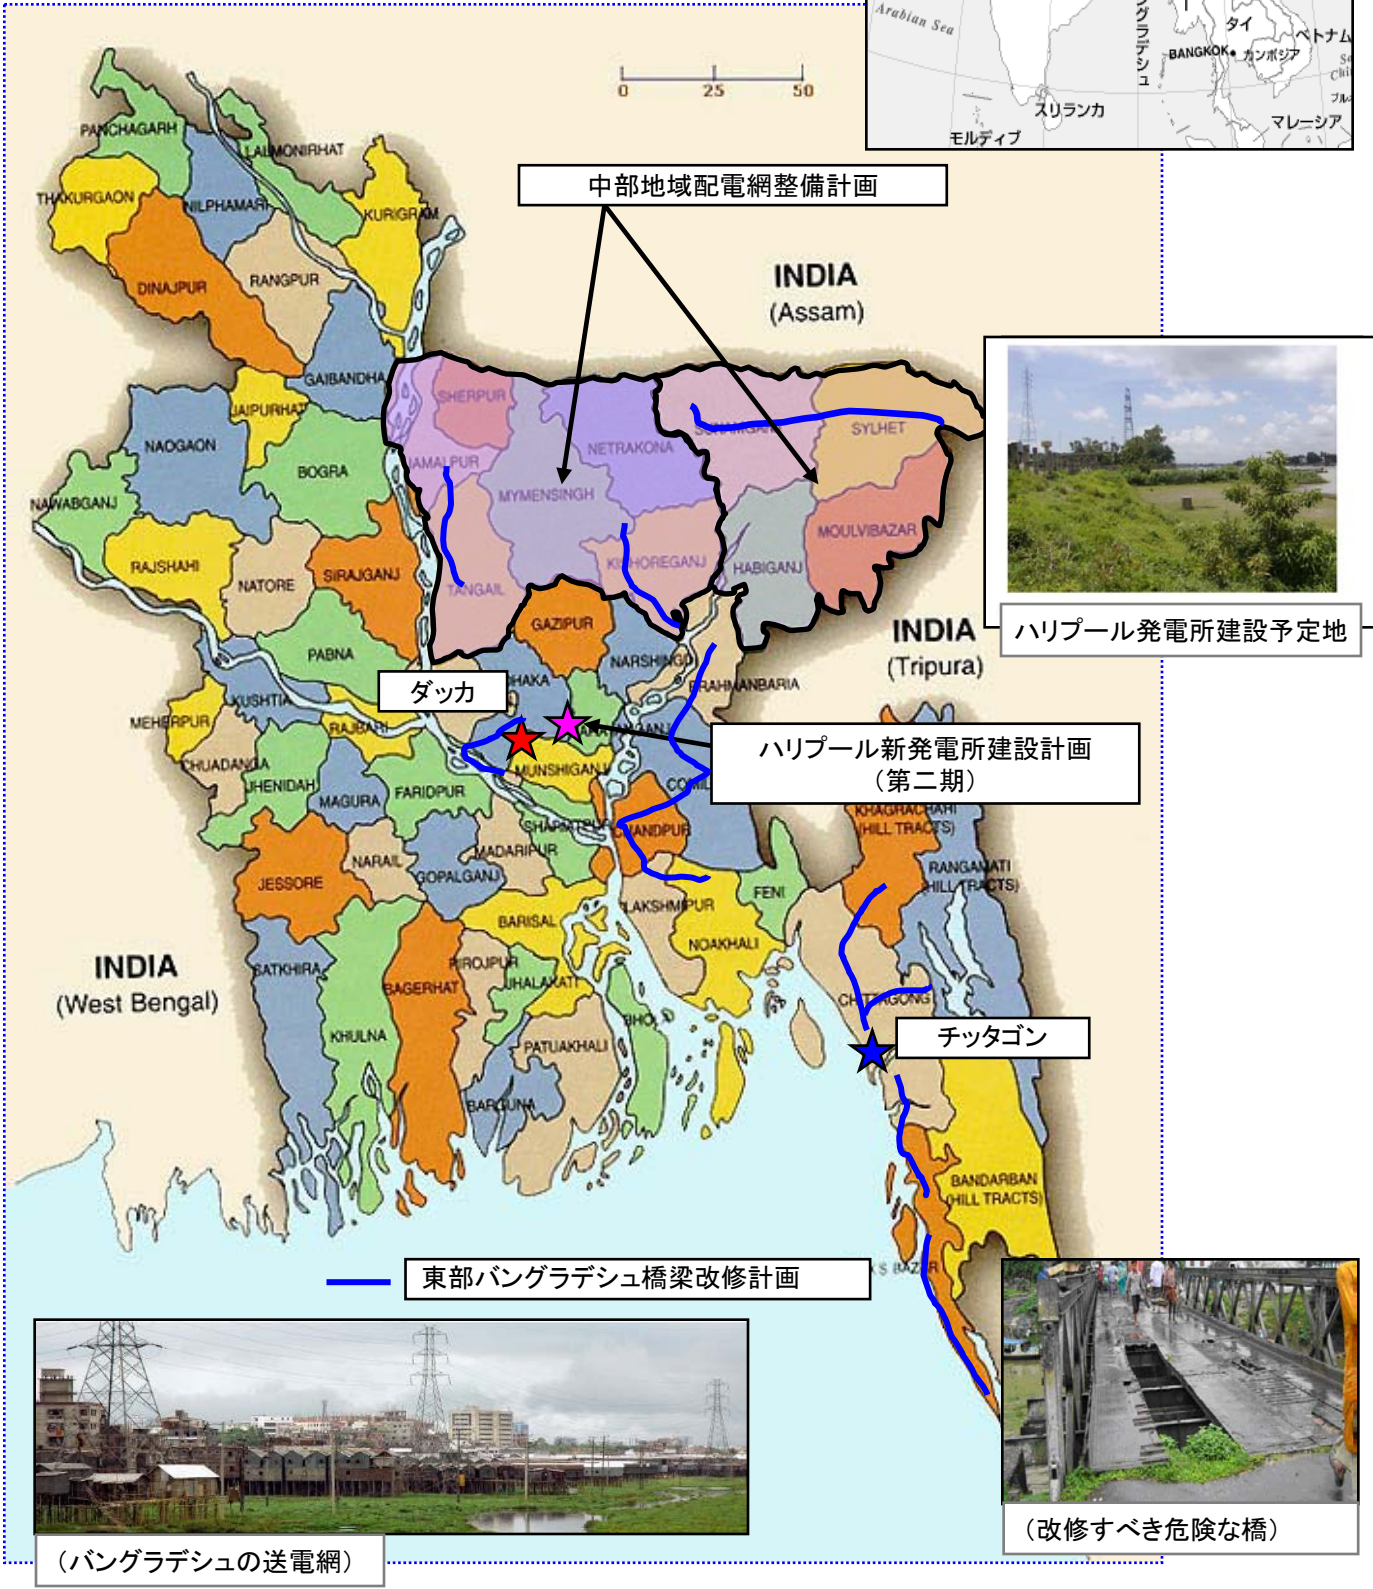 Arabian Sea
バングラデシュ
タイ
BANGKOK
カンボジア
ベトナム
スリランカ
モルディブ
マレーシア
0 25 50
中部地域配電網整備計画
INDIA
(Assam)
PANCHAGARH
LALMONIRHAT
THAKURGAON
NILPHAMARI
KURIGRAM
DINAJPUR
RANGPUR
GAIBANDHA
JAIPURHAT
NAOGAON
BOGRA
NAWABGANJ
RAJSHAHI
NATORE
SIRAJGANJ
PABNA
SHERPUR
JAMALPUR
NETRAKONA
MYMENSINGH
TANGAIL
KISHOREGANJ
SUNAMGANJ
SYLHET
MOULVIBAZAR
HABIGANJ
ハリプール発電所建設予定地
INDIA
(Tripura)
GAZIPUR
NARSHINGDI
BRAHMANBARIA
ダッカ
DHAKA
ハリプール新発電所建設計画
(第二期)
KUSHTIA
MEHERPUR
RAJBARI
CHUADANGA
JHENIDAH
MAGURA
FARIDPUR
MUNSHIGANJ
SHARIATPUR
CHANDPUR
COMIL
NARAIL
MADARIPUR
GOPALGANJ
JESSORE
KHAGRACHARI
(HILL TRACTS)
RANGAMATI
(HILL TRACTS)
FENI
LAKSHMIPUR
NOAKHALI
BARISAL
PIROJPUR
JHALAKATI
BAGERHAT
SATKHIRA
KHULNA
BHOLA
PATUAKHALI
BARGUNA
INDIA
(West Bengal)
CHITTAGONG
チッタゴン
BANDARBAN
(HILL TRACTS)
東部バングラデシュ橋梁改修計画
X'S BAZAR
(バングラデシュの送電網)
(改修すべき危険な橋)